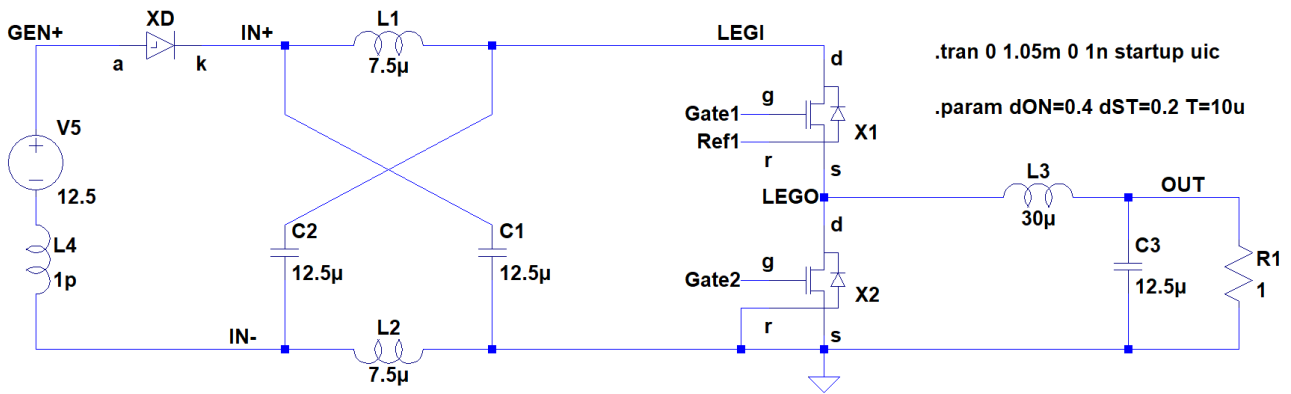 GEN+
XD
IN+
L1
LEGI
a
k
7.5µ
d
.tran 0 1.05m 0 1n startup uic
g
Gate1
X1
.param dON=0.4 dST=0.2 T=10u
V5
Ref1
r
s
12.5
LEGO
L3
OUT
30µ
d
L4
1p
C2
12.5µ
C1
12.5µ
g
Gate2
X2
C3
12.5µ
R1
1
r
s
IN-
L2
7.5µ